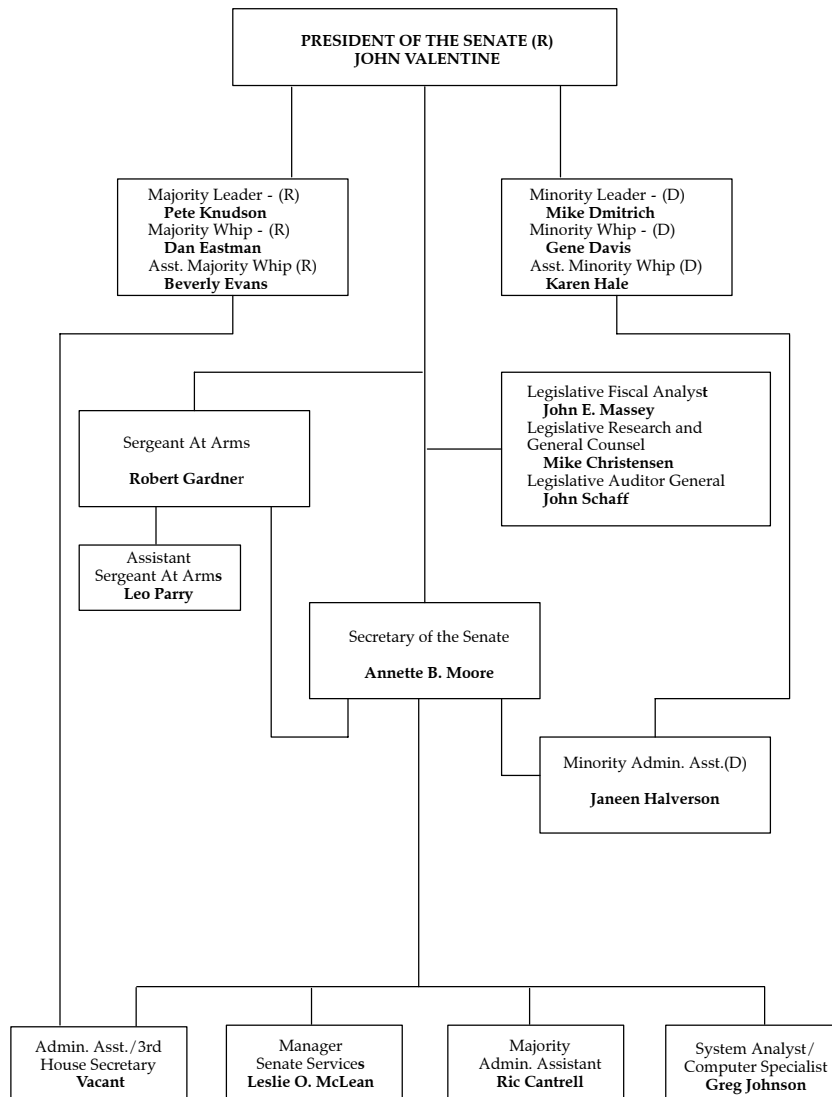 PRESIDENT OF THE SENATE (R)
JOHN VALENTINE
Majority Leader - (R)
Pete Knudson
Majority Whip - (R)
Dan Eastman
Asst. Majority Whip (R)
Beverly Evans
Minority Leader - (D)
Mike Dmitrich
Minority Whip - (D)
Gene Davis
Asst. Minority Whip (D)
Karen Hale
Legislative Fiscal Analyst
John E. Massey
Legislative Research and
General Counsel
Mike Christensen
Legislative Auditor General
John Schaff
Sergeant At Arms
Robert Gardner
Assistant
Sergeant At Arms
Leo Parry
Secretary of the Senate
Annette B. Moore
Minority Admin. Asst.(D)
Janeen Halverson
Admin. Asst./3rd
House Secretary
Vacant
Manager
Senate Services
Leslie O. McLean
Majority
Admin. Assistant
Ric Cantrell
System Analyst/
Computer Specialist
Greg Johnson